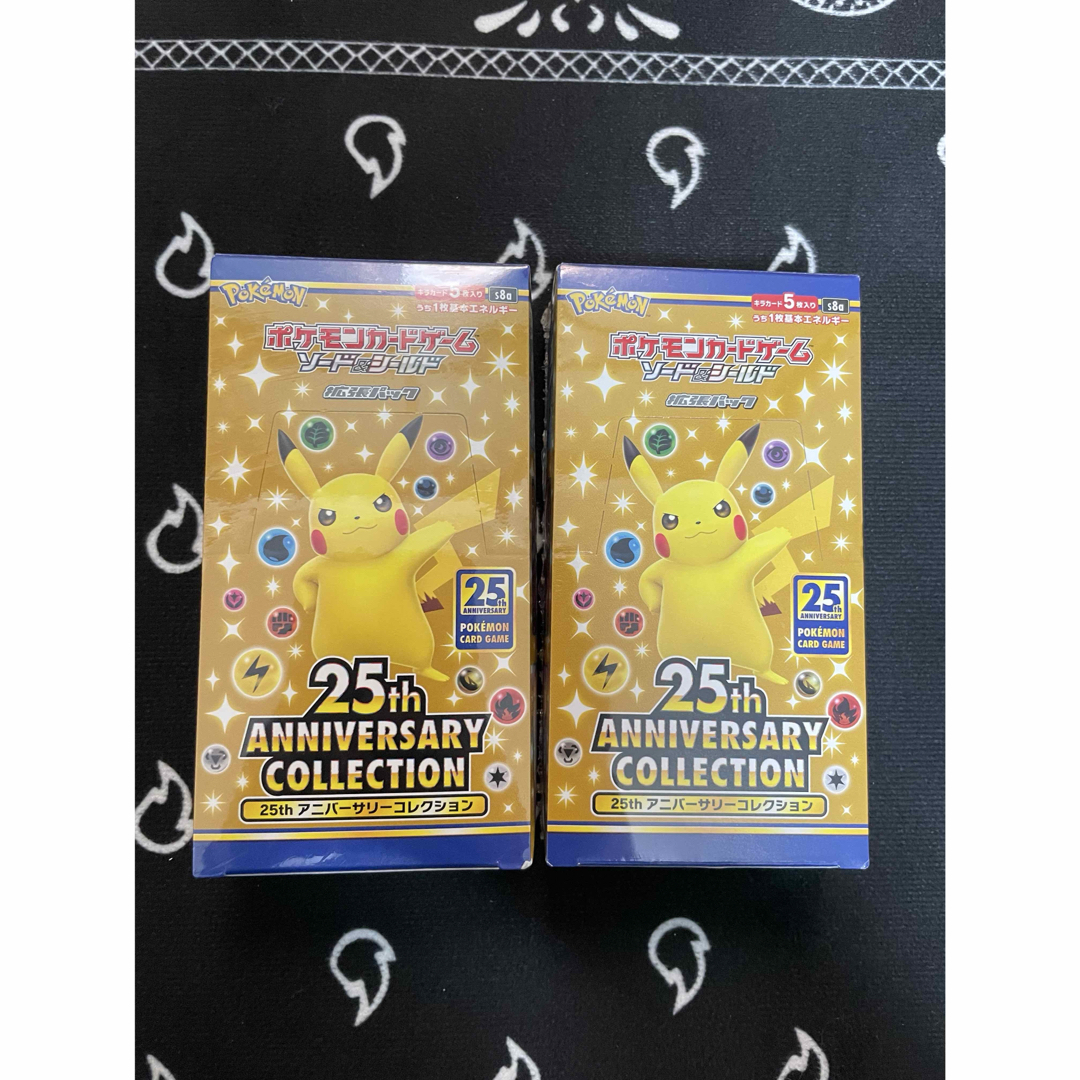 POKÉMON
キラカード5枚入り
s8a
うち1枚基本エネルギー
ポケモンカードゲーム
ソード&シールド
拡張パック
25th
ANNIVERSARY
POKÉMON
CARD GAME
25th
ANNIVERSARY
COLLECTION
25th アニバーサリーコレクション
POKÉMON
キラカード5枚入り
s8a
うち1枚基本エネルギー
ポケモンカードゲーム
ソード&シールド
拡張パック
25th
ANNIVERSARY
POKÉMON
CARD GAME
25th
ANNIVERSARY
COLLECTION
25th アニバーサリーコレクション